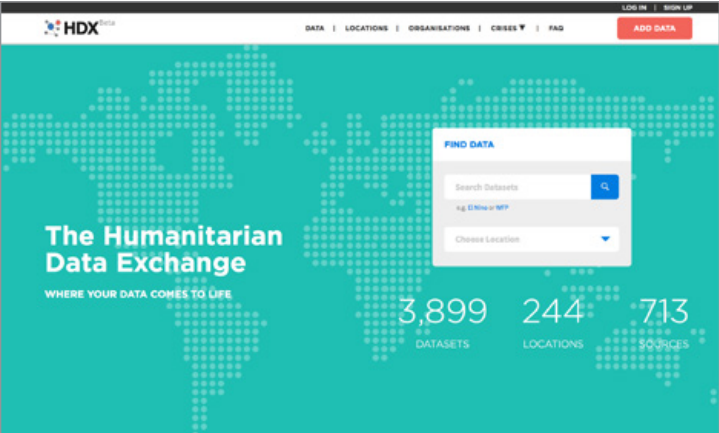 LOG IN | SIGN UP
HDX Beta
DATA | LOCATIONS | ORGANISATIONS | CRISES ▼ | FAQ
ADD DATA
FIND DATA
Search Datasets
e.g. El Nino or WFP
Choose Location
The Humanitarian
Data Exchange
WHERE YOUR DATA COMES TO LIFE
3,899 244 713
DATASETS LOCATIONS SOURCES